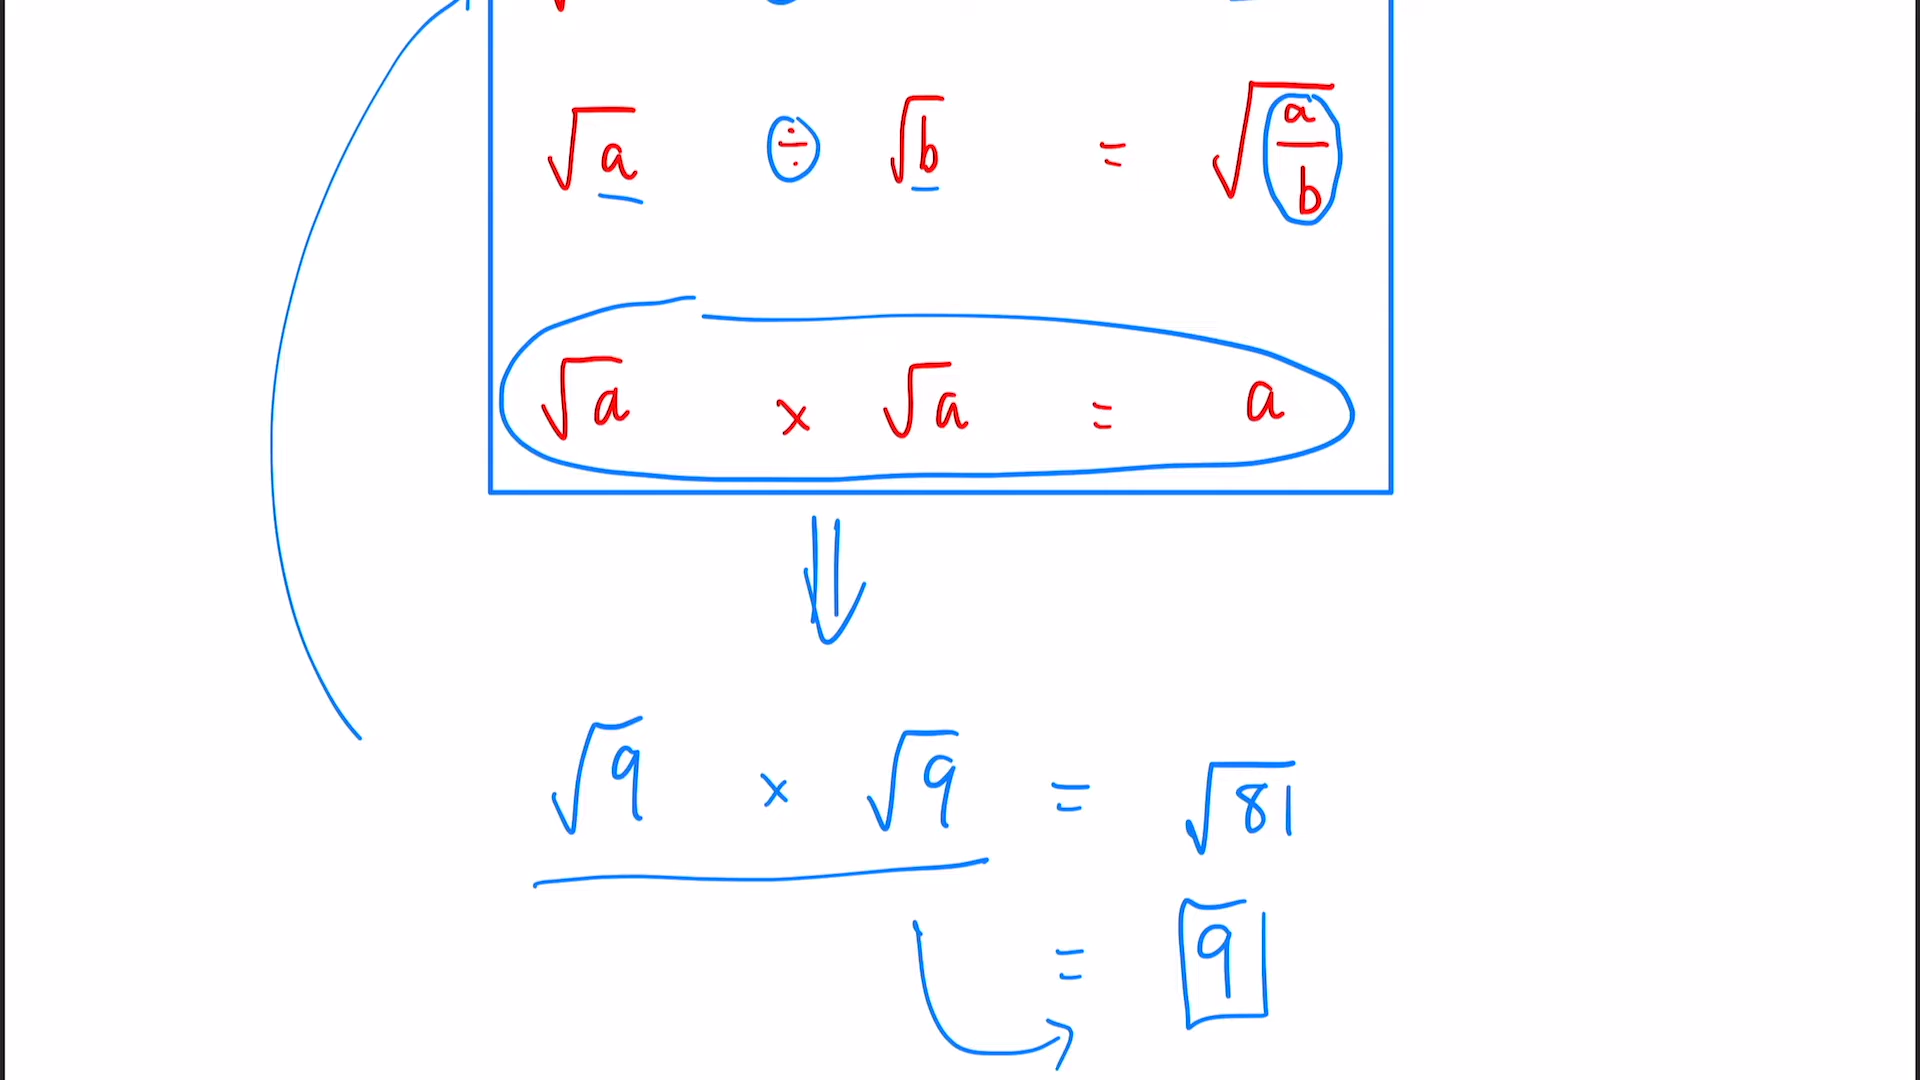 √a ÷ √b = √(a/b)
√a × √a = a
√9 × √9 = √81
= 9